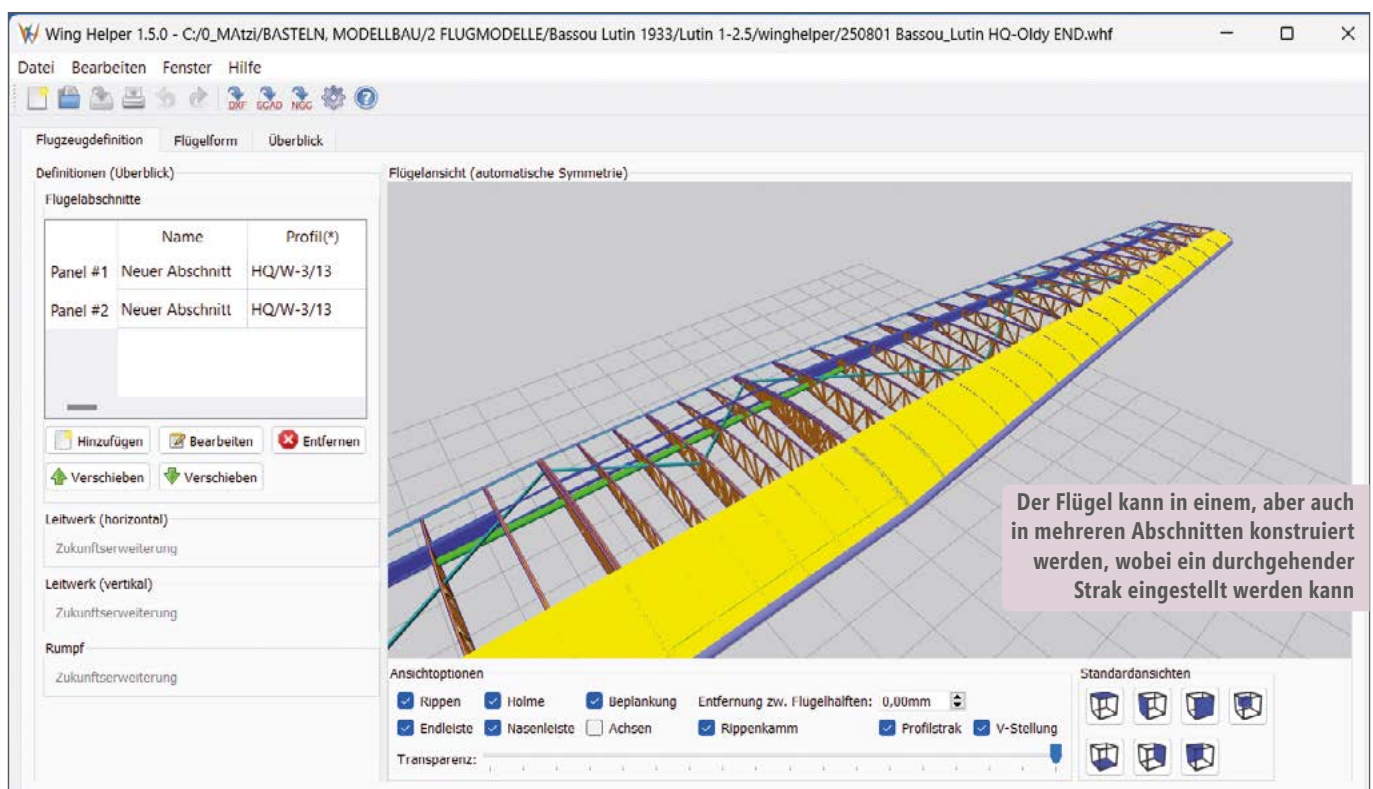 Wing Helper 1.5.0 - C:/0_MAtzi/BASTELN, MODELLBAU/2 FLUGMODELLE/Bassou Lutin 1933/Lutin 1-2.5/winghelper/250801 Bassou_Lutin HQ-Oldy END.whf
Datei Bearbeiten Fenster Hilfe
DXF SCAD NGC
Flugzeugdefinition Flügelform Überblick
Definitionen (Überblick)
Flügelansicht (automatische Symmetrie)
Flügelabschnitte
Name Profil(*)
Panel #1 Neuer Abschnitt HQ/W-3/13
Panel #2 Neuer Abschnitt HQ/W-3/13
Hinzufügen Bearbeiten Entfernen
Verschieben Verschieben
Leitwerk (horizontal)
Zukunftserweiterung
Leitwerk (vertikal)
Zukunftserweiterung
Rumpf
Zukunftserweiterung
Der Flügel kann in einem, aber auch
in mehreren Abschnitten konstruiert
werden, wobei ein durchgehender
Strak eingestellt werden kann
Ansichtoptionen
Rippen Holme Beplankung Entfernung zw. Flügelhälften: 0,00mm
Endleiste Nasenleiste Achsen Rippenkamm Profilstrak V-Stellung
Transparenz:
Standardansichten